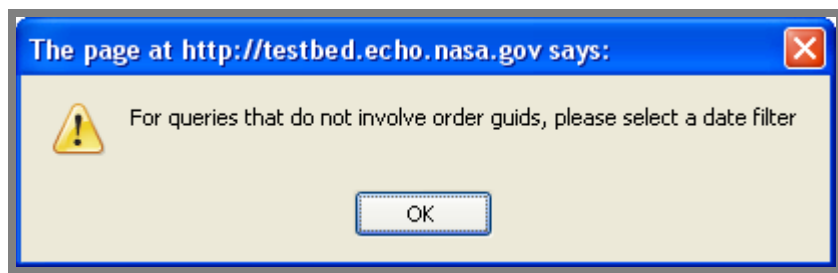 The page at http://testbed.echo.nasa.gov says:
For queries that do not involve order guids, please select a date filter
OK